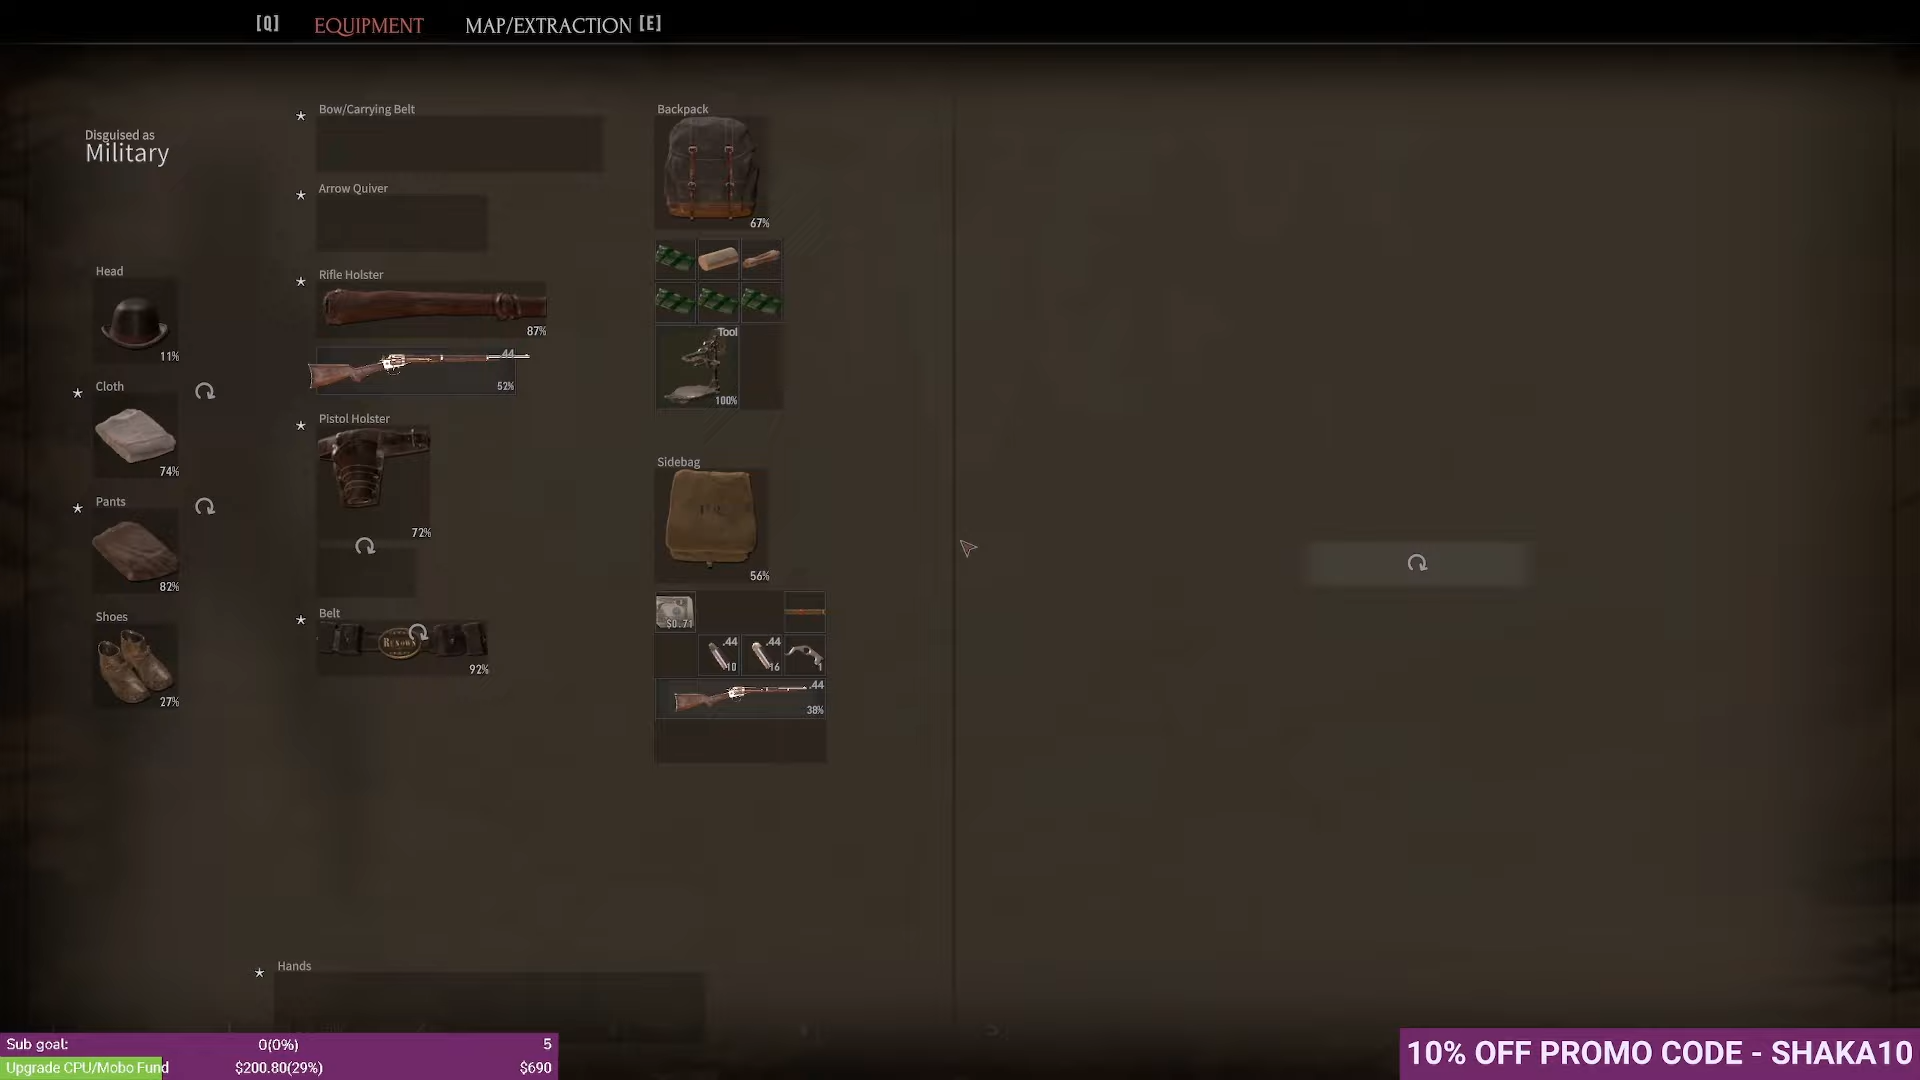 [Q] EQUIPMENT MAP/EXTRACTION [E]
Disguised as
Military
Head
11%
Cloth
74%
Pants
82%
Shoes
27%
Bow/Carrying Belt
Arrow Quiver
Rifle Holster
87%
.44
52%
Pistol Holster
72%
Belt
92%
Backpack
67%
Tool
100%
Sidebag
56%
$0.71
.44
10
.44
16
1
.44
38%
Hands
Sub goal: 0(0%) 5
Upgrade CPU/Mobo Fund $200.80(29%) $690
10% OFF PROMO CODE - SHAKA10